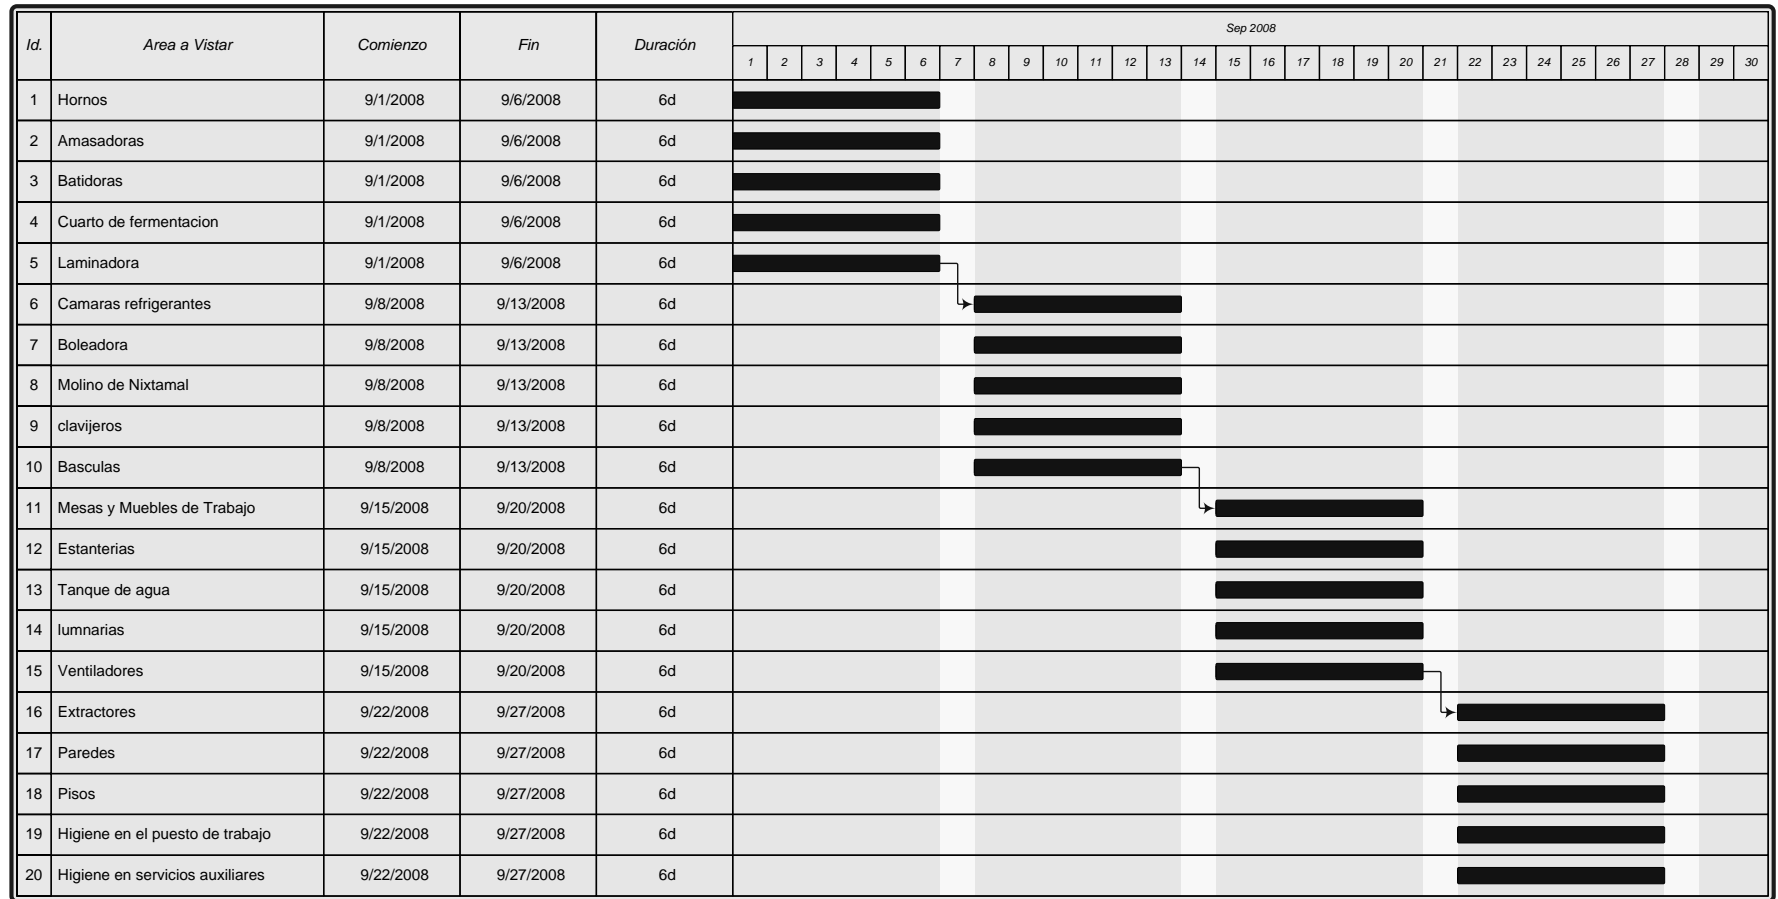 Id. Area a Vistar Comienzo Fin Duración Sep 2008
1 2 3 4 5 6 7 8 9 10 11 12 13 14 15 16 17 18 19 20 21 22 23 24 25 26 27 28 29 30
1 Hornos 9/1/2008 9/6/2008 6d
2 Amasadoras 9/1/2008 9/6/2008 6d
3 Batidoras 9/1/2008 9/6/2008 6d
4 Cuarto de fermentacion 9/1/2008 9/6/2008 6d
5 Laminadora 9/1/2008 9/6/2008 6d
6 Camaras refrigerantes 9/8/2008 9/13/2008 6d
7 Boleadora 9/8/2008 9/13/2008 6d
8 Molino de Nixtamal 9/8/2008 9/13/2008 6d
9 clavijeros 9/8/2008 9/13/2008 6d
10 Basculas 9/8/2008 9/13/2008 6d
11 Mesas y Muebles de Trabajo 9/15/2008 9/20/2008 6d
12 Estanterias 9/15/2008 9/20/2008 6d
13 Tanque de agua 9/15/2008 9/20/2008 6d
14 lumnarias 9/15/2008 9/20/2008 6d
15 Ventiladores 9/15/2008 9/20/2008 6d
16 Extractores 9/22/2008 9/27/2008 6d
17 Paredes 9/22/2008 9/27/2008 6d
18 Pisos 9/22/2008 9/27/2008 6d
19 Higiene en el puesto de trabajo 9/22/2008 9/27/2008 6d
20 Higiene en servicios auxiliares 9/22/2008 9/27/2008 6d